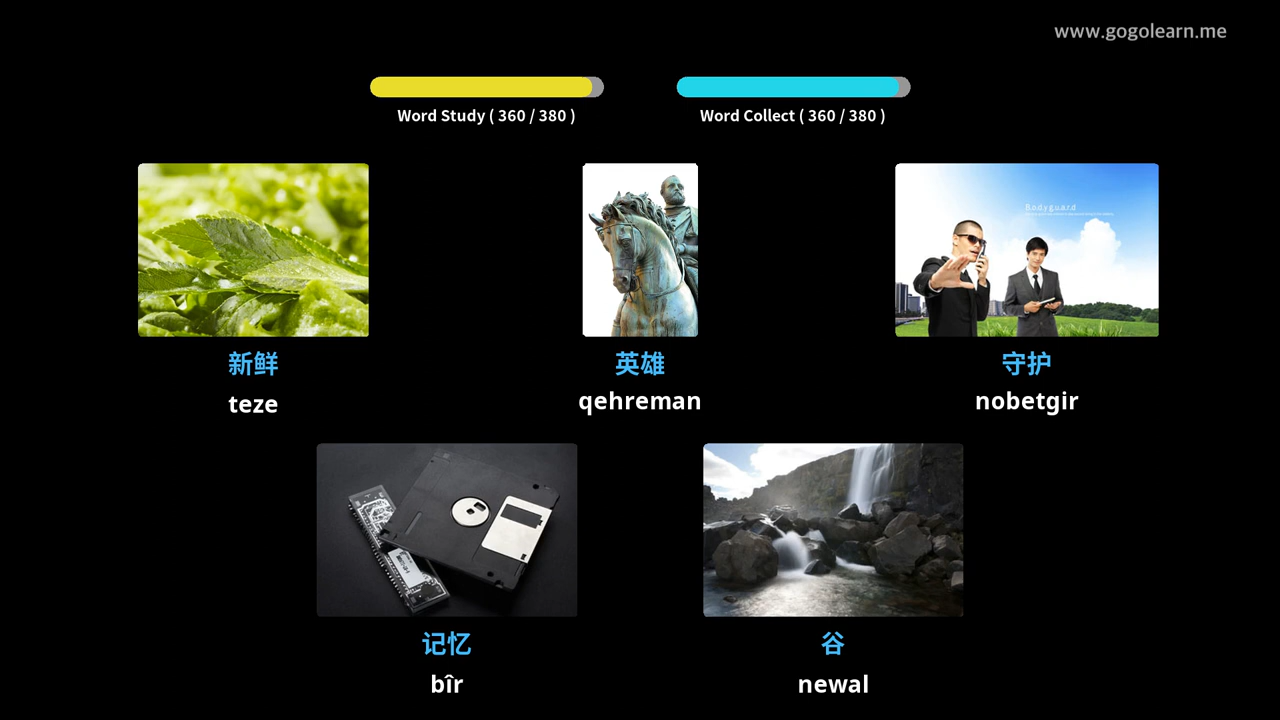 www.gogolearn.me
Word Study ( 360 / 380 )
Word Collect ( 360 / 380 )
Bodyguard
新鲜
英雄
守护
teze
qehreman
nobetgir
记忆
谷
bîr
newal